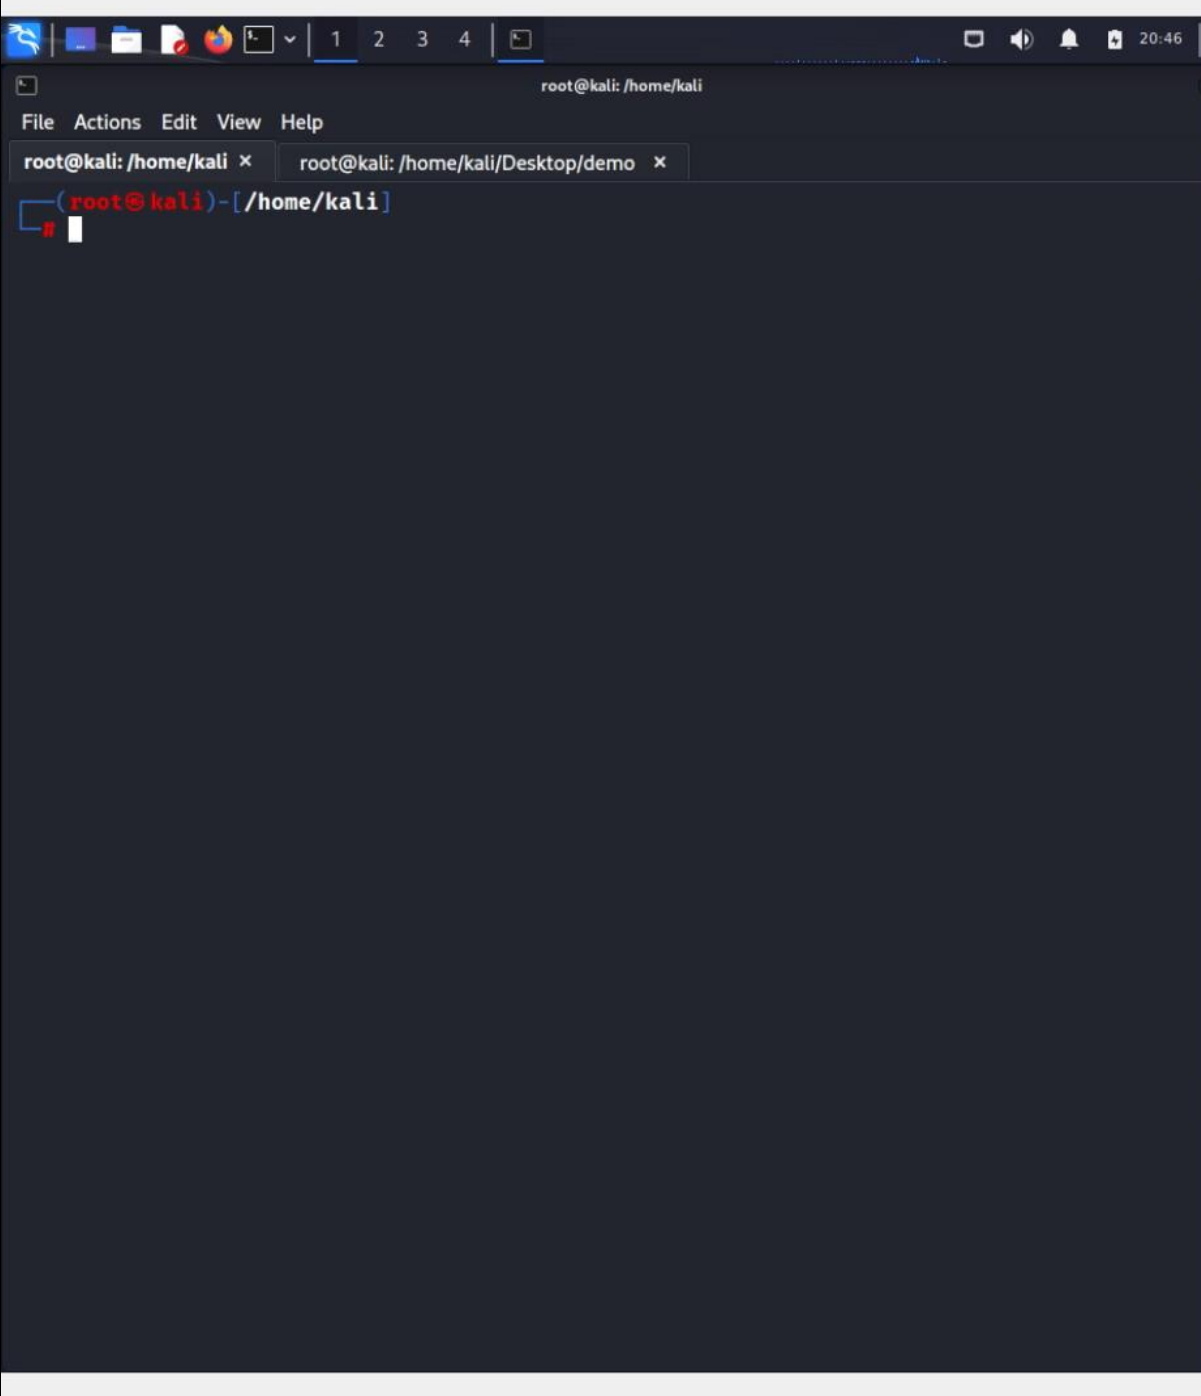 1 2 3 4 20:46
root@kali: /home/kali
File Actions Edit View Help
root@kali: /home/kali × root@kali: /home/kali/Desktop/demo ×
┌──(root㉿kali)-[/home/kali]
└─#